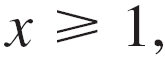 x ⩾ 1,